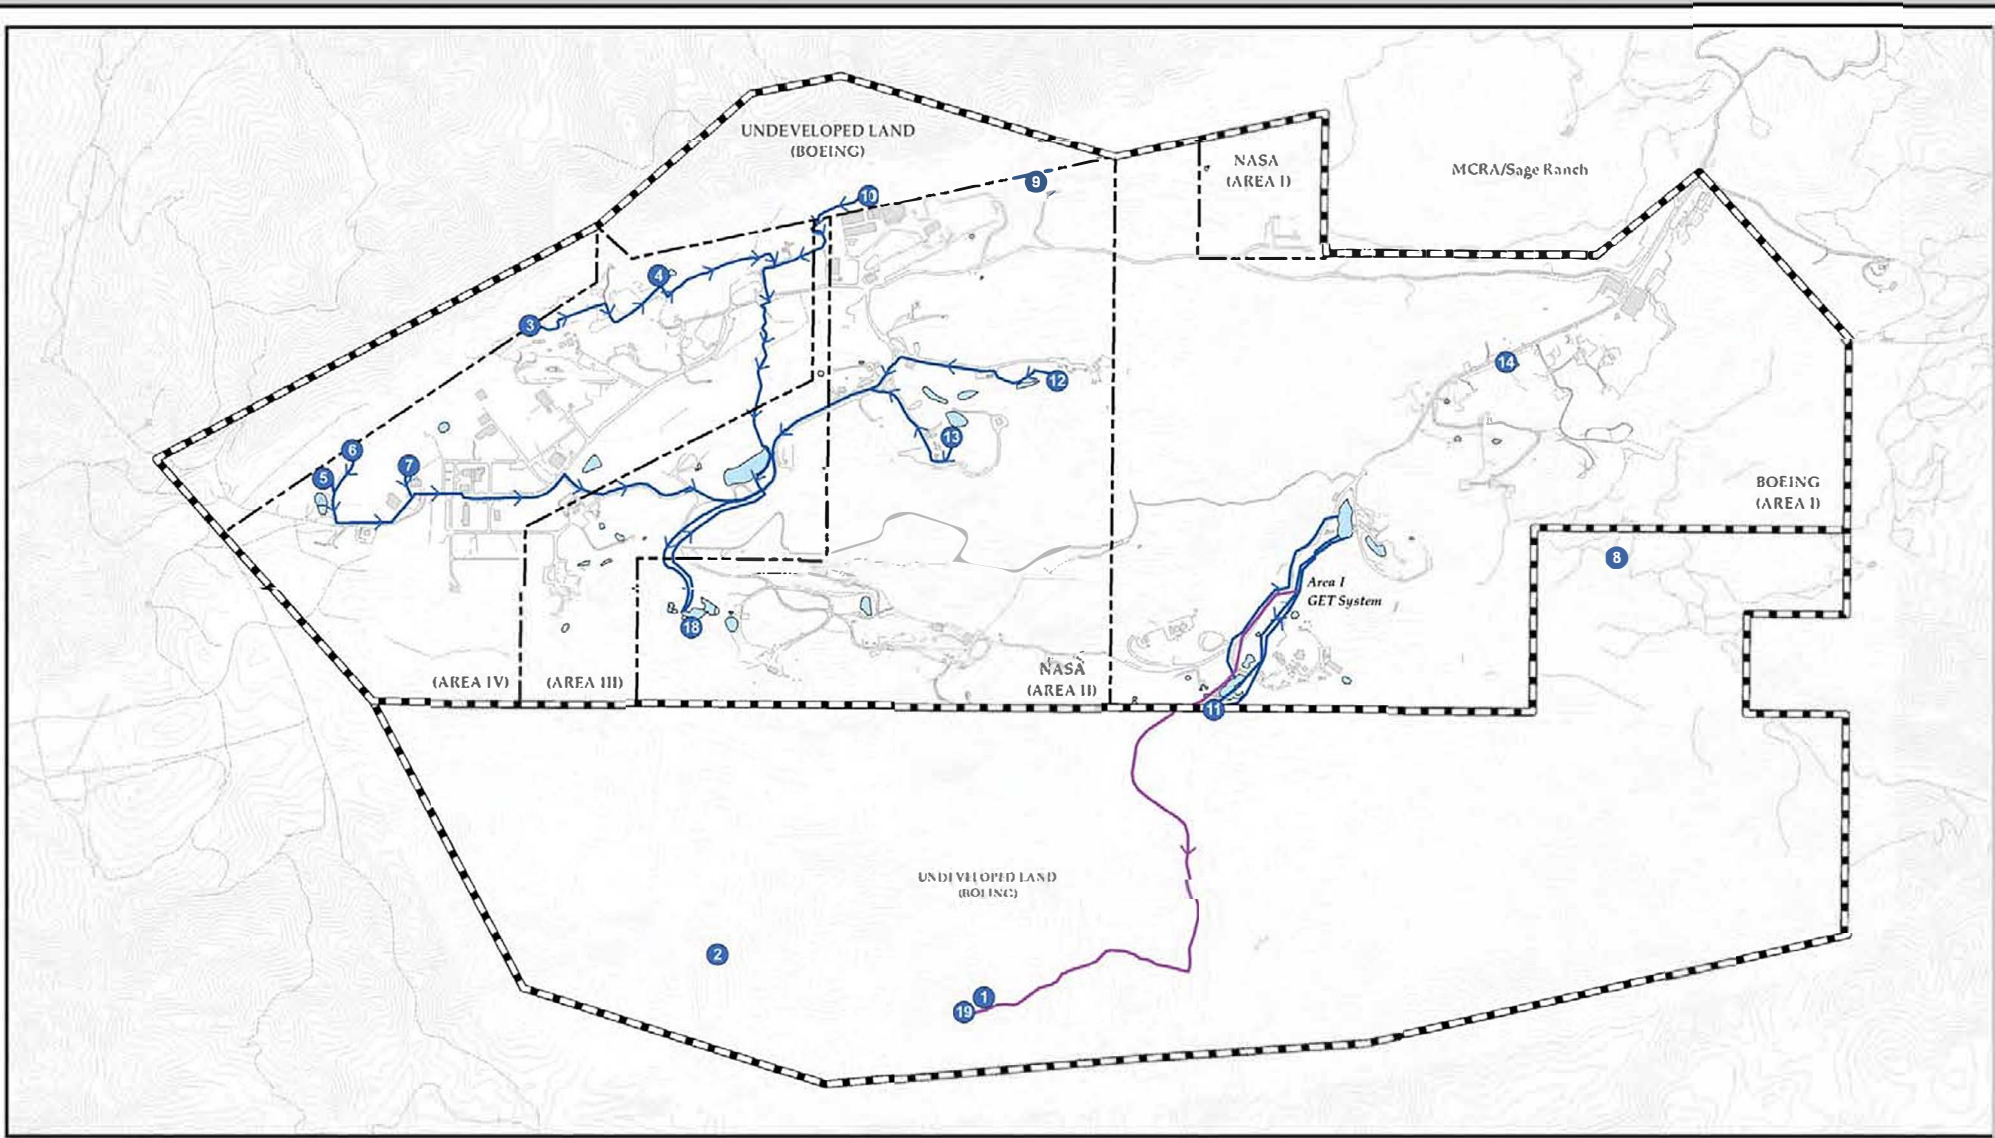 UNDEVELOPED LAND
(BOEING)
NASA
(AREA I)
MCRA/Sage Ranch
9
10
4
3
14
12
13
6
7
5
BOEING
(AREA I)
8
Area I
GET System
18
NASA
(AREA II)
(AREA IV)
(AREA III)
11
UNDEVELOPED LAND
(BOEING)
2
1
19